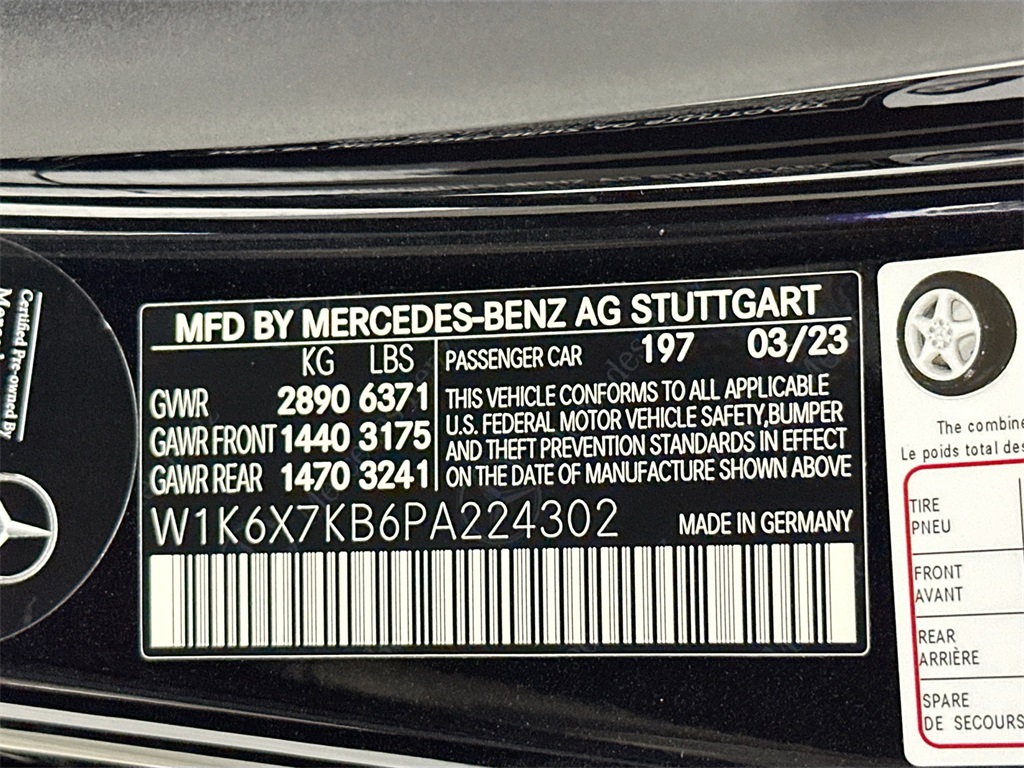 MFD BY MERCEDES-BENZ AG STUTTGART
KG LBS
GVWR 2890 6371
GAWR FRONT 1440 3175
GAWR REAR 1470 3241
PASSENGER CAR 197 03/23
THIS VEHICLE CONFORMS TO ALL APPLICABLE
U.S. FEDERAL MOTOR VEHICLE SAFETY,BUMPER
AND THEFT PREVENTION STANDARDS IN EFFECT
ON THE DATE OF MANUFACTURE SHOWN ABOVE
W1K6X7KB6PA224302 MADE IN GERMANY
Certified Pre-owned By
The combine
Le poids total des
TIRE
PNEU
FRONT
AVANT
REAR
ARRIÈRE
SPARE
DE SECOURS